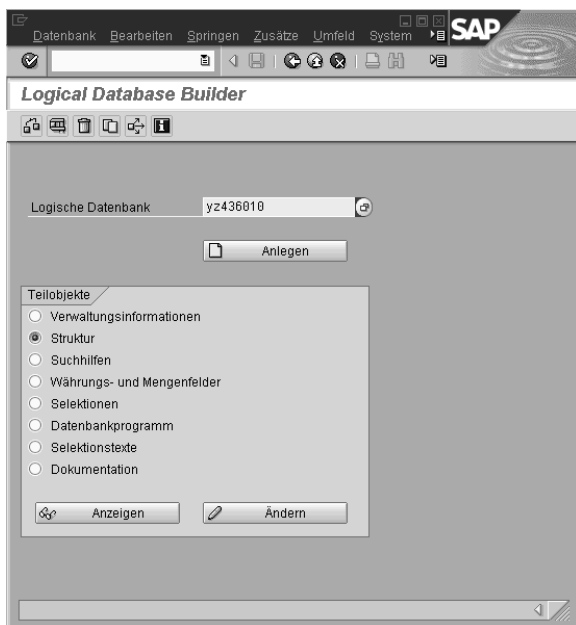 Datenbank Bearbeiten Springen Zusätze Umfeld System SAP
Logical Database Builder
Logische Datenbank yz436010
Anlegen
Teilobjekte
Verwaltungsinformationen
Struktur
Suchhilfen
Währungs- und Mengenfelder
Selektionen
Datenbankprogramm
Selektionstexte
Dokumentation
Anzeigen Ändern